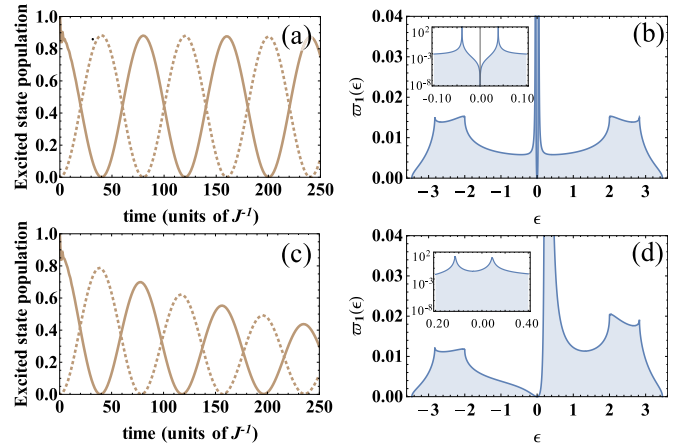 (a)
Excited state population
1.0
0.8
0.6
0.4
0.2
0.0
0 50 100 150 200 250
time (units of J⁻¹)
(b)
ϖ₁(ϵ)
0.04
0.03
0.02
0.01
0.00
−3 −2 −1 0 1 2 3
ϵ
10²
10⁻³
10⁻⁸
-0.10 0.00 0.10
(c)
Excited state population
1.0
0.8
0.6
0.4
0.2
0.0
0 50 100 150 200 250
time (units of J⁻¹)
(d)
ϖ₁(ϵ)
0.04
0.03
0.02
0.01
0.00
−3 −2 −1 0 1 2 3
ϵ
10²
10⁻³
10⁻⁸
0.20 0.00 0.40